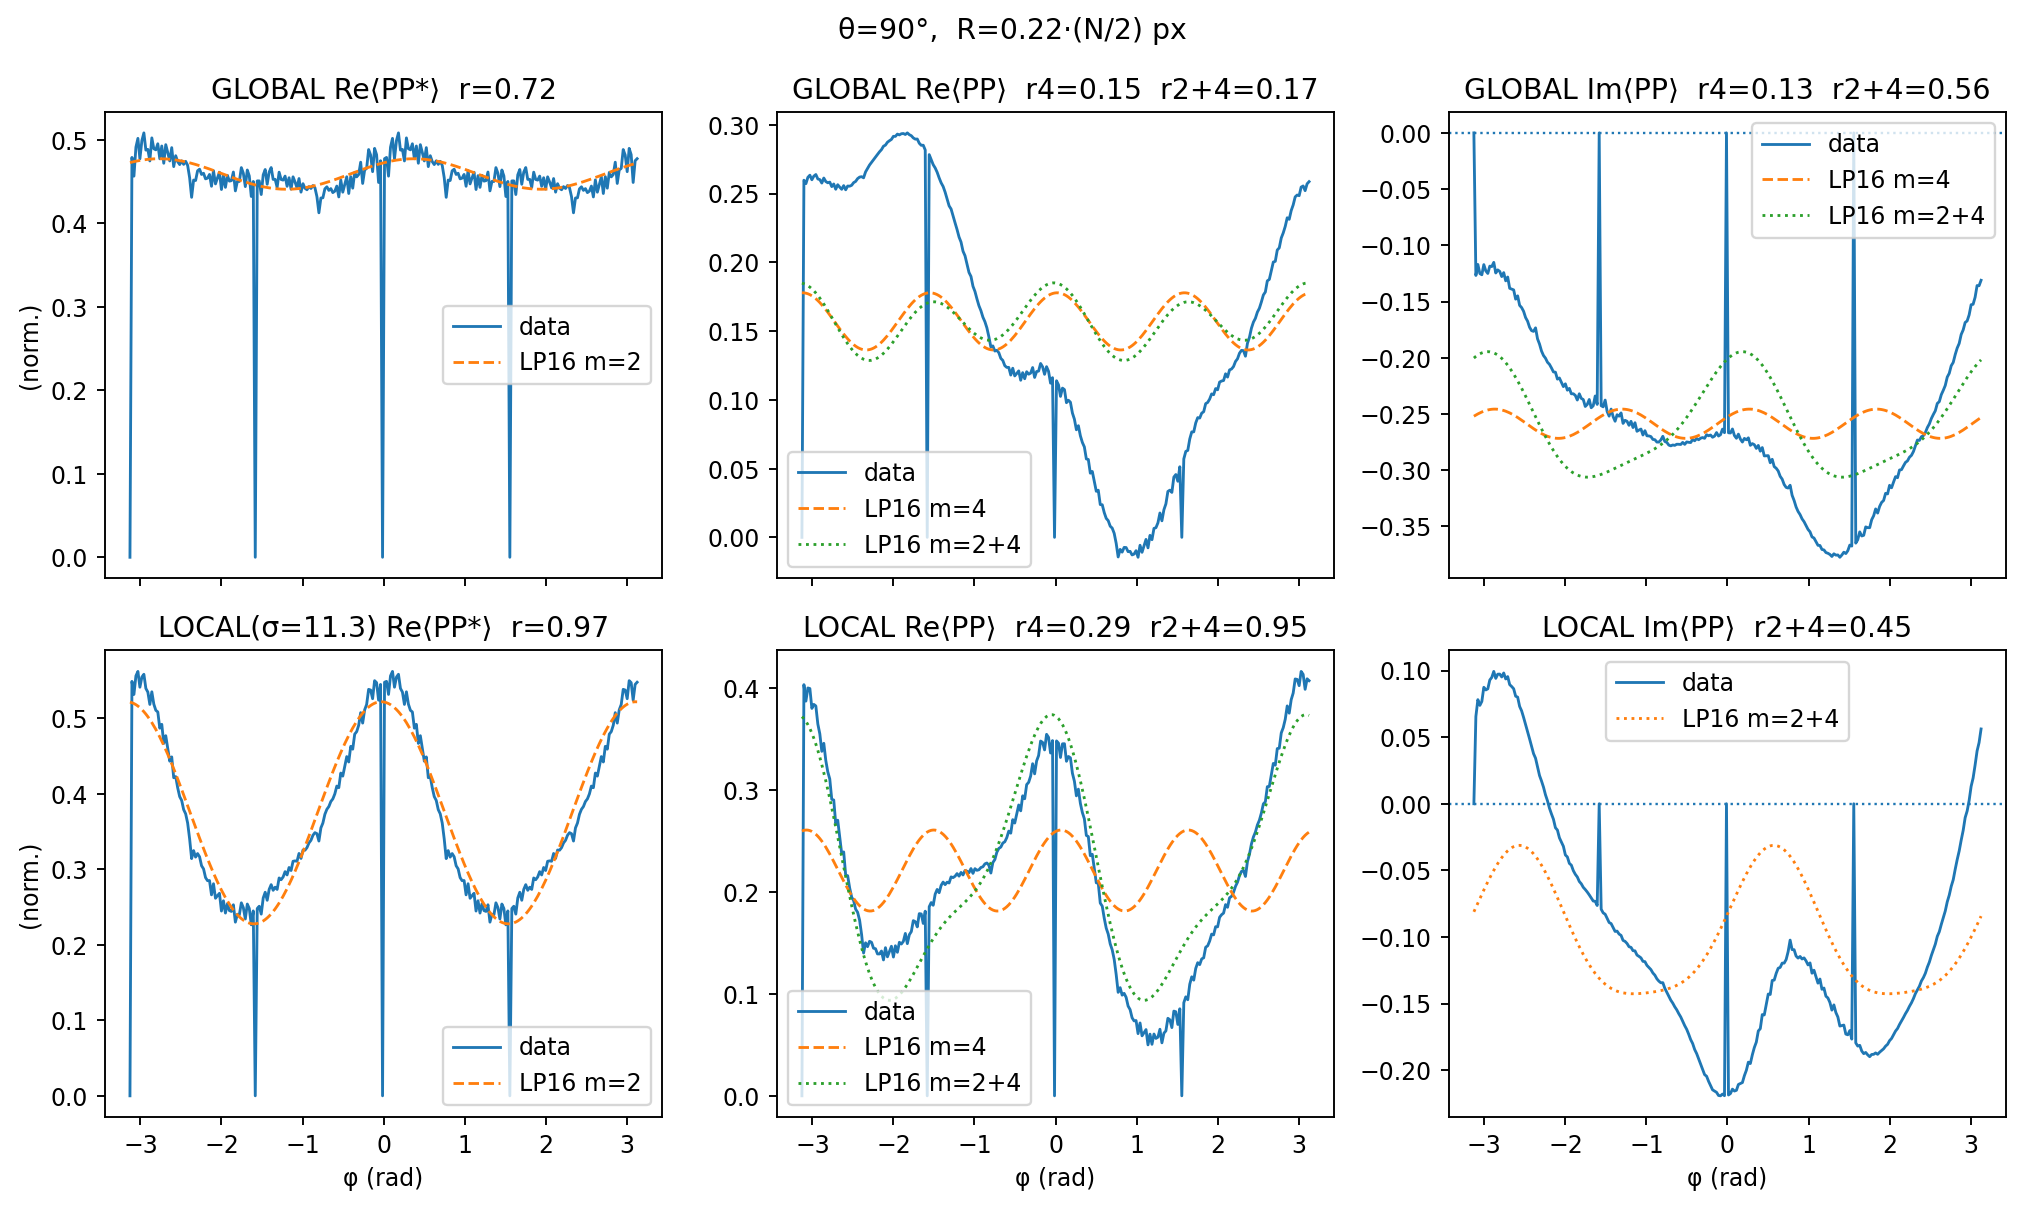 θ=90°,  R=0.22·(N/2) px
GLOBAL Re⟨PP*⟩  r=0.72
GLOBAL Re⟨PP⟩  r4=0.15  r2+4=0.17
GLOBAL Im⟨PP⟩  r4=0.13  r2+4=0.56
(norm.)
0.5
0.4
0.3
0.2
0.1
0.0
data
LP16 m=2
0.30
0.25
0.20
0.15
0.10
0.05
0.00
data
LP16 m=4
LP16 m=2+4
0.00
−0.05
−0.10
−0.15
−0.20
−0.25
−0.30
−0.35
data
LP16 m=4
LP16 m=2+4
LOCAL(σ=11.3) Re⟨PP*⟩  r=0.97
LOCAL Re⟨PP⟩  r4=0.29  r2+4=0.95
LOCAL Im⟨PP⟩  r2+4=0.45
(norm.)
0.5
0.4
0.3
0.2
0.1
0.0
data
LP16 m=2
−3 −2 −1 0 1 2 3
φ (rad)
0.4
0.3
0.2
0.1
0.0
data
LP16 m=4
LP16 m=2+4
−3 −2 −1 0 1 2 3
φ (rad)
0.10
0.05
0.00
−0.05
−0.10
−0.15
−0.20
data
LP16 m=2+4
−3 −2 −1 0 1 2 3
φ (rad)